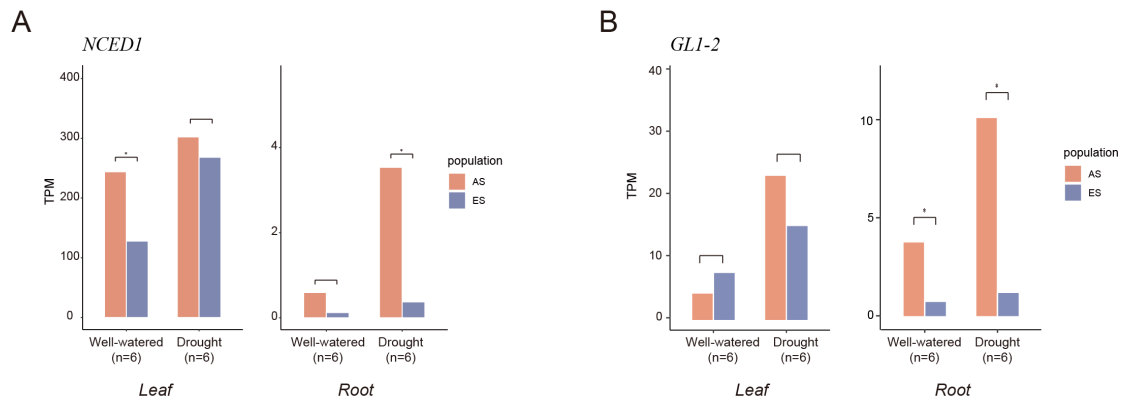 A
NCED1
TPM
400
300
200
100
0
*
Well-watered
(n=6)
Drought
(n=6)
Leaf
4
2
0
*
Well-watered
(n=6)
Drought
(n=6)
Root
population
AS
ES
B
GL1-2
TPM
40
30
20
10
0
Well-watered
(n=6)
Drought
(n=6)
Leaf
10
5
0
*
*
Well-watered
(n=6)
Drought
(n=6)
Root
population
AS
ES